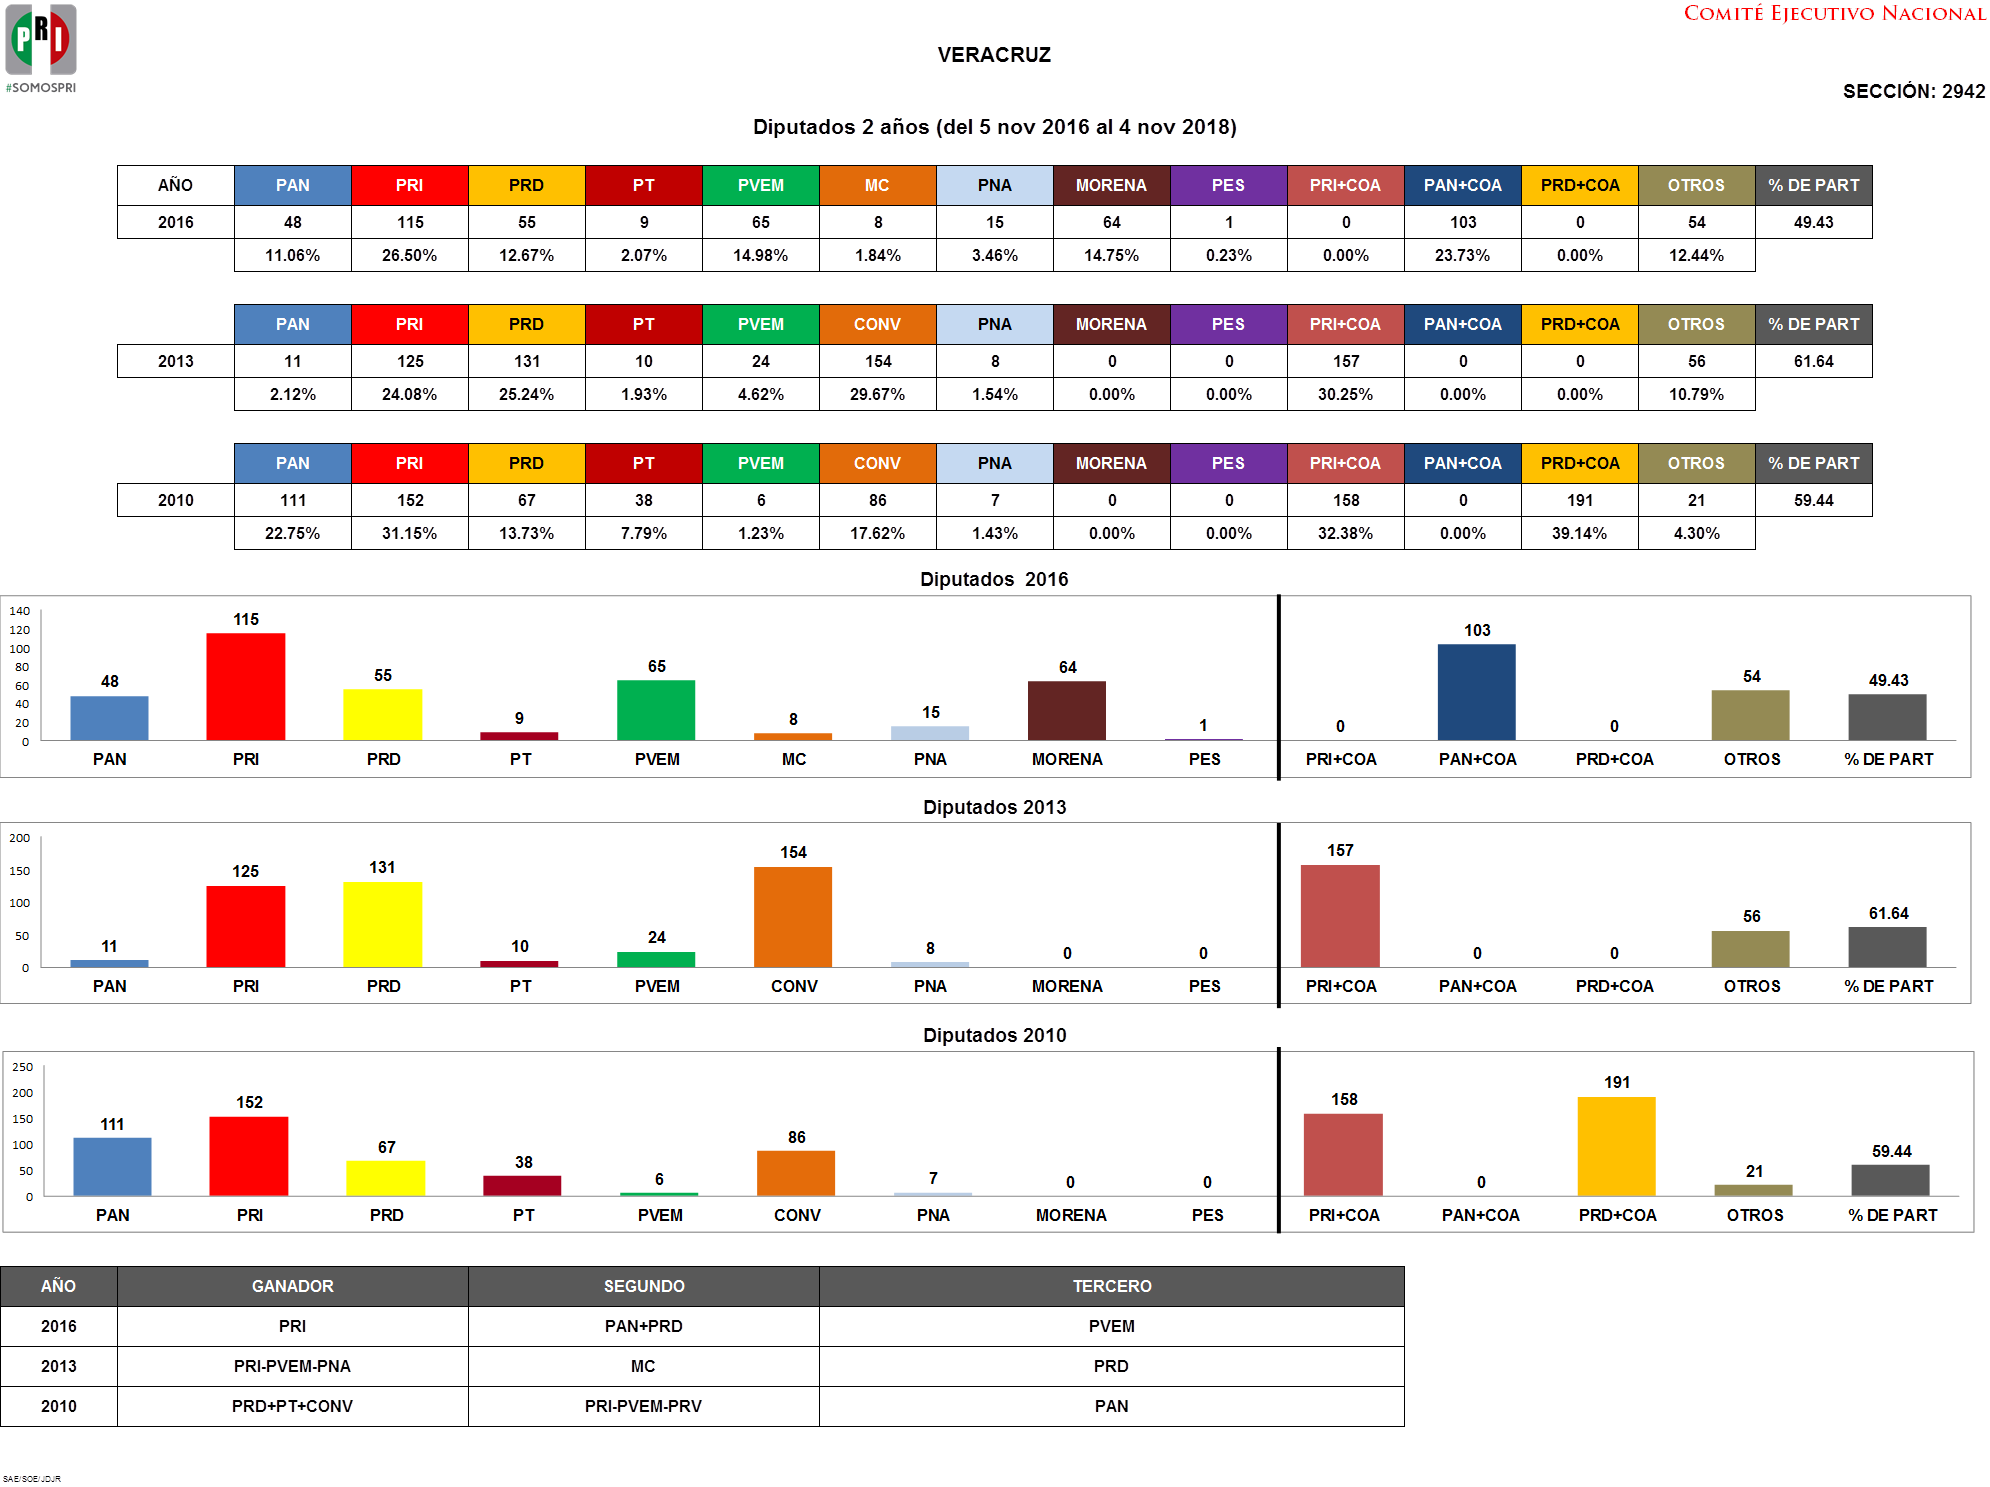 PRI
#SOMOSPRI
COMITÉ EJECUTIVO NACIONAL
VERACRUZ
SECCIÓN: 2942
Diputados 2 años (del 5 nov 2016 al 4 nov 2018)
AÑO PAN PRI PRD PT PVEM MC PNA MORENA PES PRI+COA PAN+COA PRD+COA OTROS % DE PART
2016 48 115 55 9 65 8 15 64 1 0 103 0 54 49.43
11.06% 26.50% 12.67% 2.07% 14.98% 1.84% 3.46% 14.75% 0.23% 0.00% 23.73% 0.00% 12.44%
PAN PRI PRD PT PVEM CONV PNA MORENA PES PRI+COA PAN+COA PRD+COA OTROS % DE PART
2013 11 125 131 10 24 154 8 0 0 157 0 0 56 61.64
2.12% 24.08% 25.24% 1.93% 4.62% 29.67% 1.54% 0.00% 0.00% 30.25% 0.00% 0.00% 10.79%
PAN PRI PRD PT PVEM CONV PNA MORENA PES PRI+COA PAN+COA PRD+COA OTROS % DE PART
2010 111 152 67 38 6 86 7 0 0 158 0 191 21 59.44
22.75% 31.15% 13.73% 7.79% 1.23% 17.62% 1.43% 0.00% 0.00% 32.38% 0.00% 39.14% 4.30%
Diputados 2016
140
120
100
80
60
40
20
0
48 115 55 9 65 8 15 64 1 0 103 0 54 49.43
PAN PRI PRD PT PVEM MC PNA MORENA PES PRI+COA PAN+COA PRD+COA OTROS % DE PART
Diputados 2013
200
150
100
50
0
11 125 131 10 24 154 8 0 0 157 0 0 56 61.64
PAN PRI PRD PT PVEM CONV PNA MORENA PES PRI+COA PAN+COA PRD+COA OTROS % DE PART
Diputados 2010
250
200
150
100
50
0
111 152 67 38 6 86 7 0 0 158 0 191 21 59.44
PAN PRI PRD PT PVEM CONV PNA MORENA PES PRI+COA PAN+COA PRD+COA OTROS % DE PART
AÑO GANADOR SEGUNDO TERCERO
2016 PRI PAN+PRD PVEM
2013 PRI-PVEM-PNA MC PRD
2010 PRD+PT+CONV PRI-PVEM-PRV PAN
SAE/SOE/JDJR